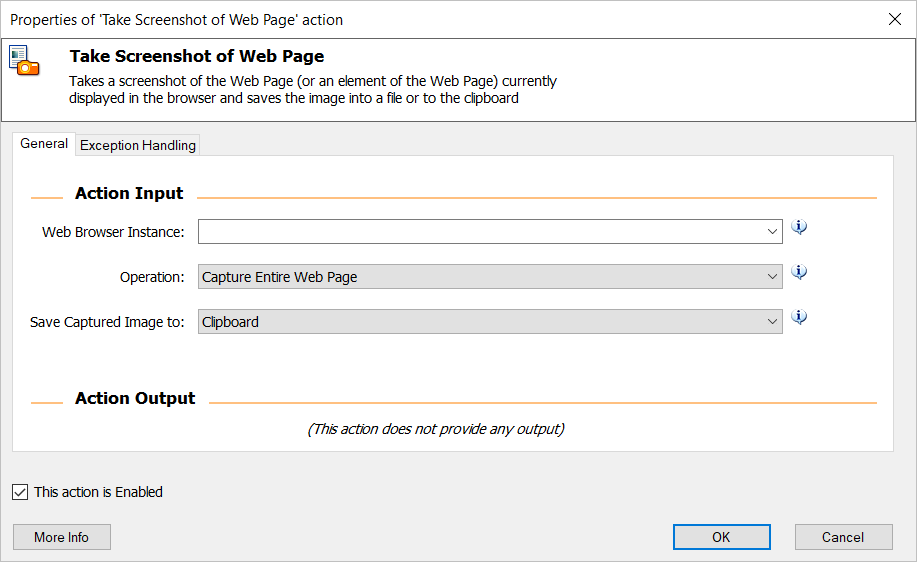 Properties of 'Take Screenshot of Web Page' action
Take Screenshot of Web Page
Takes a screenshot of the Web Page (or an element of the Web Page) currently
displayed in the browser and saves the image into a file or to the clipboard
General
Exception Handling
Action Input
Web Browser Instance:
Operation:
Capture Entire Web Page
Save Captured Image to:
Clipboard
Action Output
(This action does not provide any output)
This action is Enabled
More Info
OK
Cancel